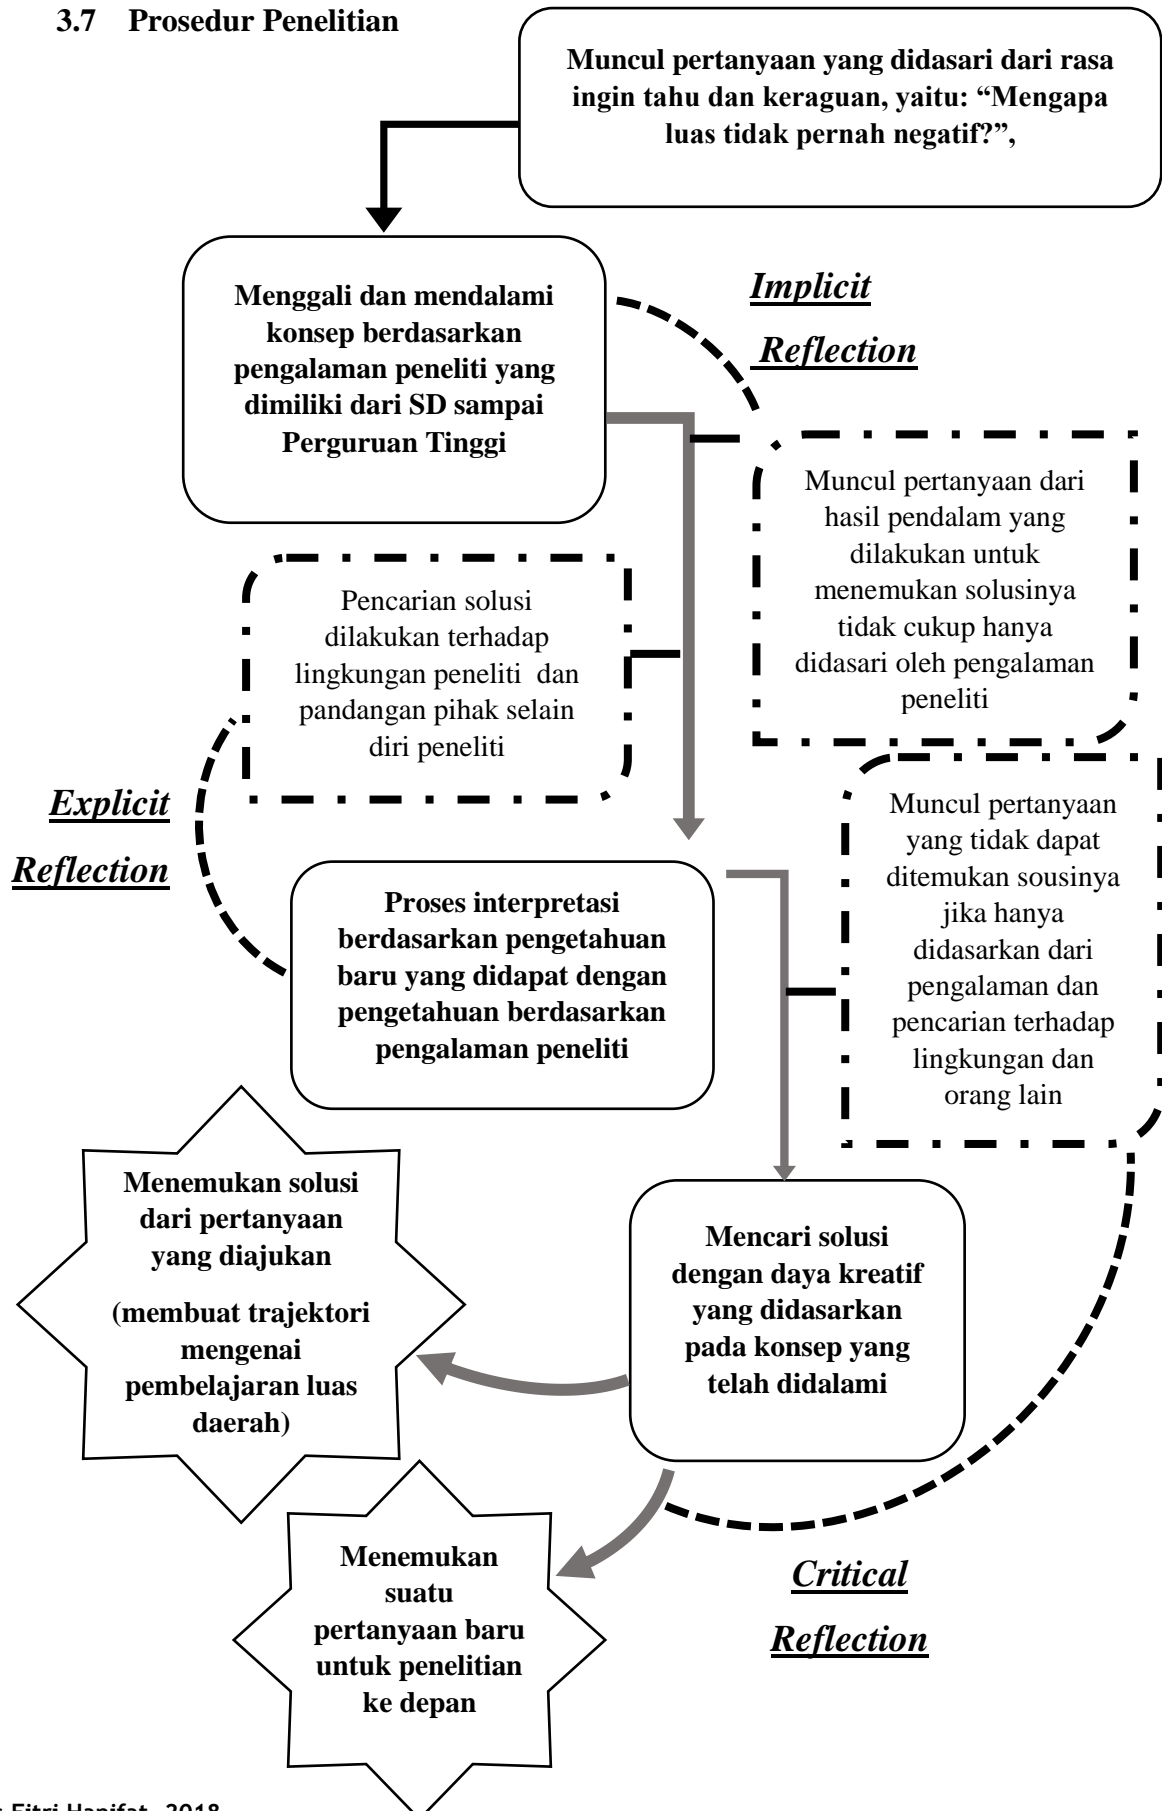 3.7 Prosedur Penelitian
Muncul pertanyaan yang didasari dari rasa
ingin tahu dan keraguan, yaitu: “Mengapa
luas tidak pernah negatif?”,
Menggali dan mendalami
konsep berdasarkan
pengalaman peneliti yang
dimiliki dari SD sampai
Perguruan Tinggi
Implicit
Reflection
Muncul pertanyaan dari
hasil pendalam yang
dilakukan untuk
menemukan solusinya
tidak cukup hanya
didasari oleh pengalaman
peneliti
Pencarian solusi
dilakukan terhadap
lingkungan peneliti dan
pandangan pihak selain
diri peneliti
Explicit
Reflection
Muncul pertanyaan
yang tidak dapat
ditemukan sousinya
jika hanya
didasarkan dari
pengalaman dan
pencarian terhadap
lingkungan dan
orang lain
Proses interpretasi
berdasarkan pengetahuan
baru yang didapat dengan
pengetahuan berdasarkan
pengalaman peneliti
Menemukan solusi
dari pertanyaan
yang diajukan
(membuat trajektori
mengenai
pembelajaran luas
daerah)
Mencari solusi
dengan daya kreatif
yang didasarkan
pada konsep yang
telah didalami
Menemukan
suatu
pertanyaan baru
untuk penelitian
ke depan
Critical
Reflection
Fitri Hanifat, 2018